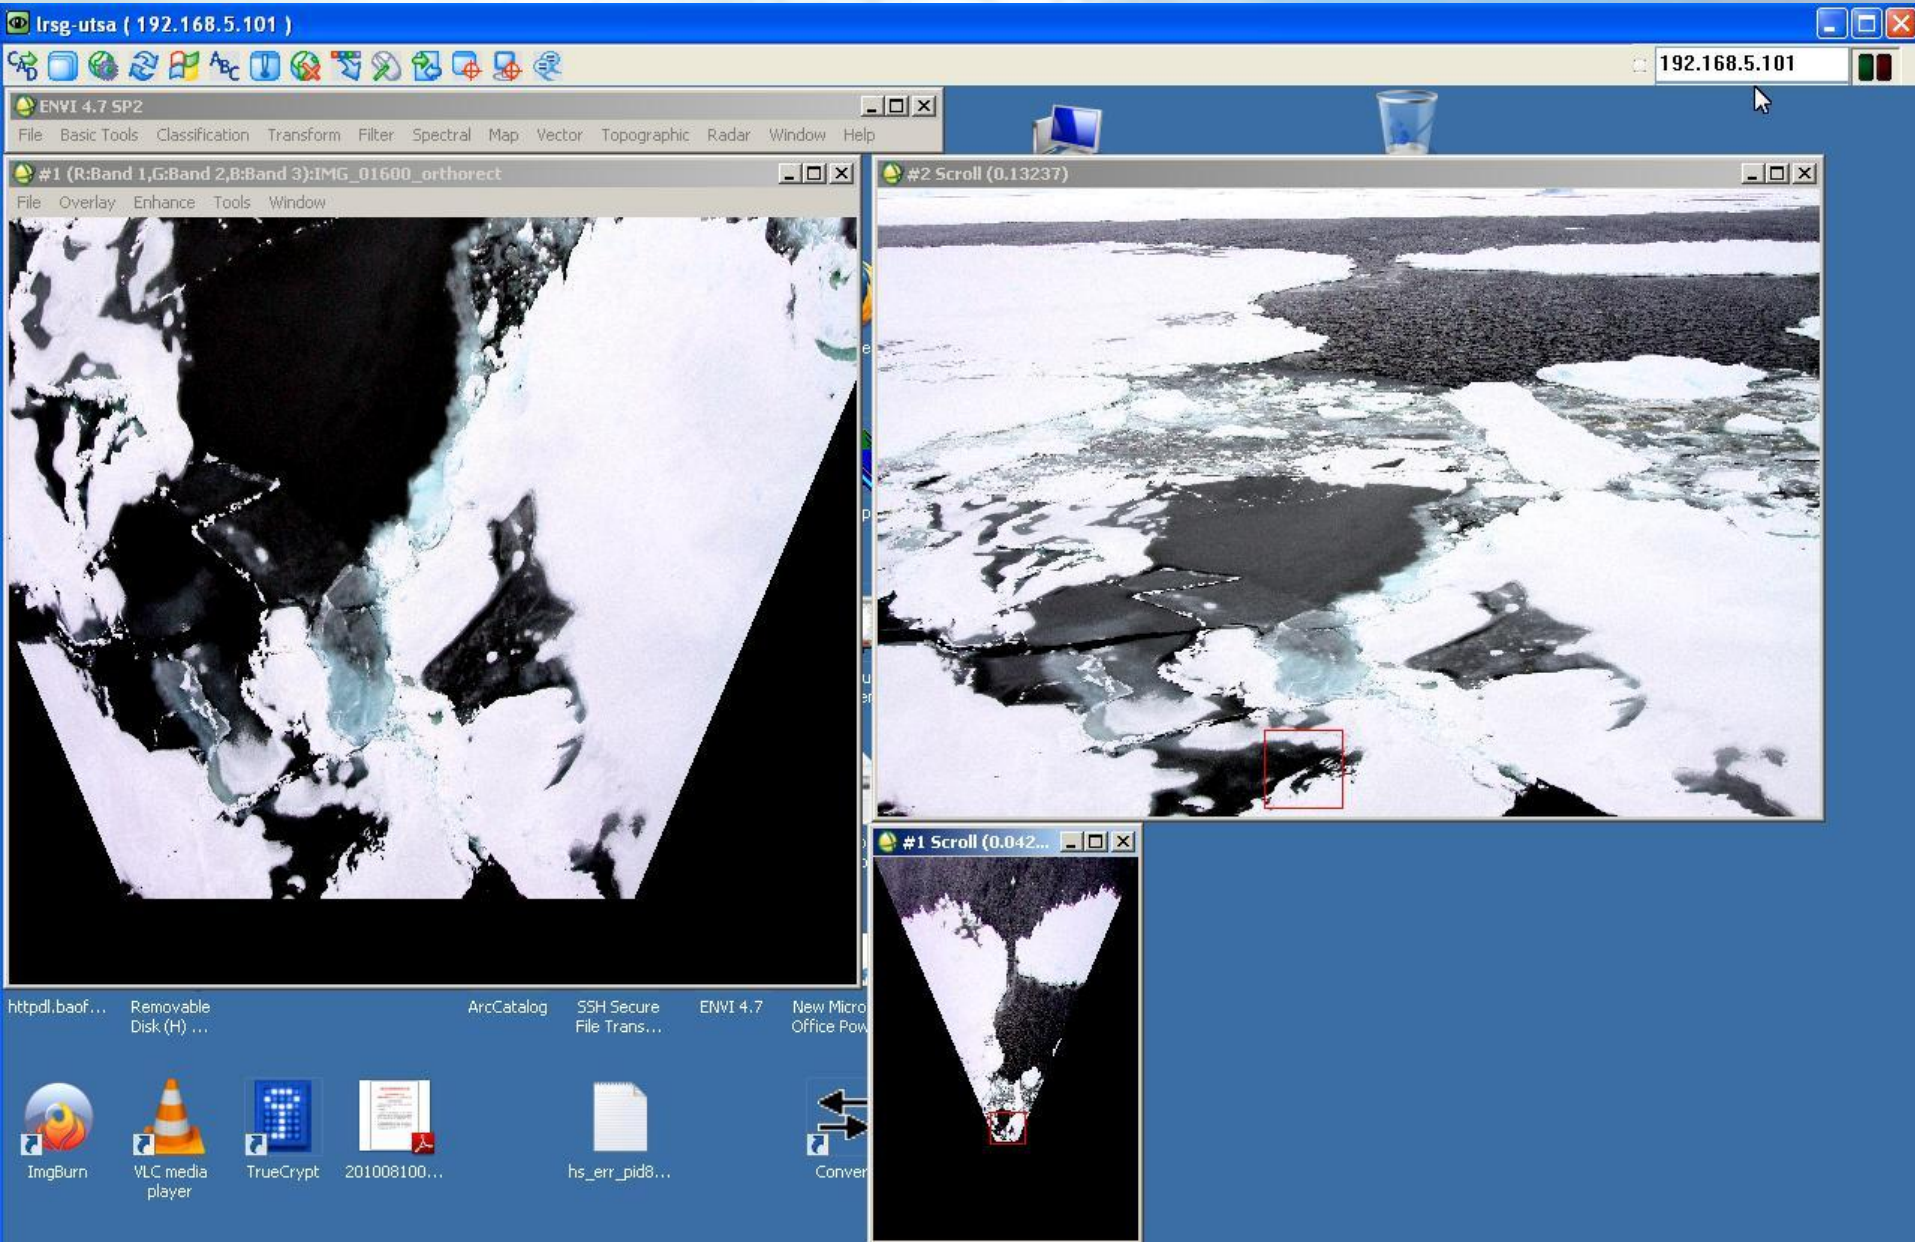 lrsg-utsa ( 192.168.5.101 )
192.168.5.101
ENVI 4.7 SP2
File Basic Tools Classification Transform Filter Spectral Map Vector Topographic Radar Window Help
#1 (R:Band 1,G:Band 2,B:Band 3):IMG_01600_orthorect
File Overlay Enhance Tools Window
#2 Scroll (0.13237)
#1 Scroll (0.042...
httpdl.baof...
Removable
Disk (H) ...
ArcCatalog
SSH Secure
File Trans...
ENVI 4.7
New Micro
Office Pow
ImgBurn
VLC media
player
TrueCrypt
201008100...
hs_err_pid8...
Conver